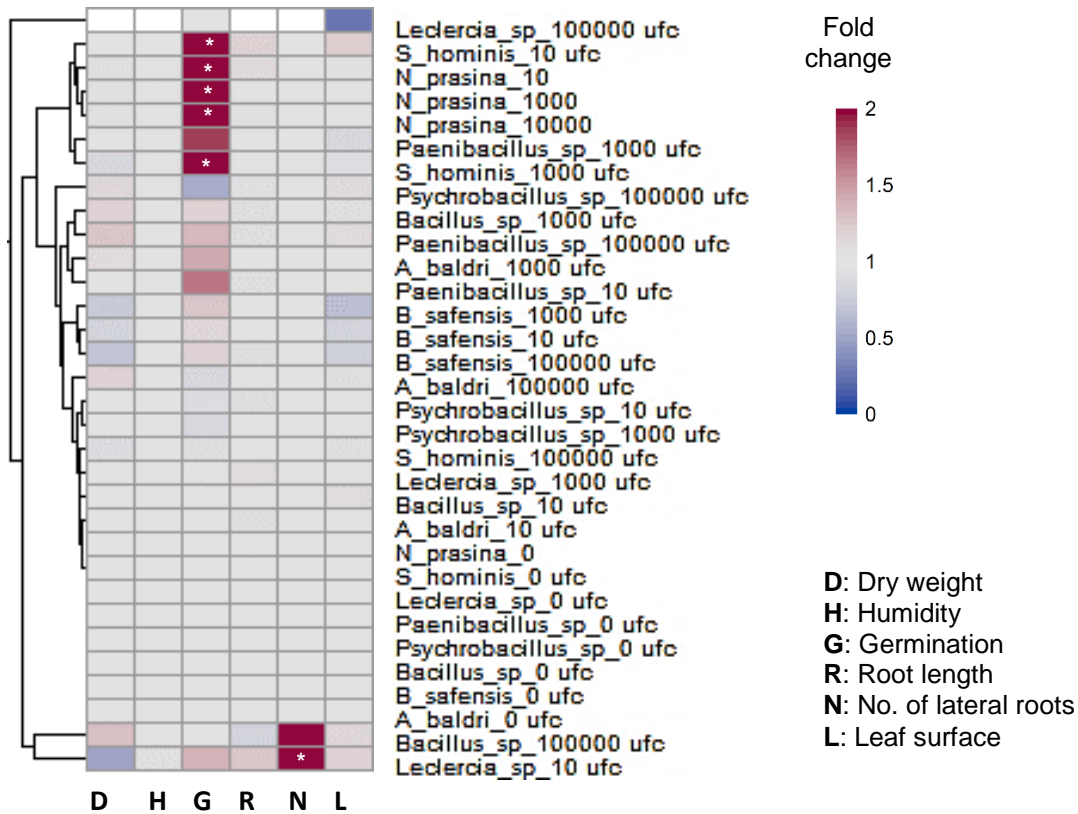 Fold
change
Leclercia_sp_100000 ufc
S_hominis_10 ufc
N_prasina_10
N_prasina_1000
N_prasina_10000
Paenibacillus_sp_1000 ufc
S_hominis_1000 ufc
Psychrobacillus_sp_100000 ufc
Bacillus_sp_1000 ufc
Paenibacillus_sp_100000 ufc
A_baldri_1000 ufc
Paenibacillus_sp_10 ufc
B_safensis_1000 ufc
B_safensis_10 ufc
B_safensis_100000 ufc
A_baldri_100000 ufc
Psychrobacillus_sp_10 ufc
Psychrobacillus_sp_1000 ufc
S_hominis_100000 ufc
Leclercia_sp_1000 ufc
Bacillus_sp_10 ufc
A_baldri_10 ufc
N_prasina_0
S_hominis_0 ufc
Leclercia_sp_0 ufc
Paenibacillus_sp_0 ufc
Psychrobacillus_sp_0 ufc
Bacillus_sp_0 ufc
B_safensis_0 ufc
A_baldri_0 ufc
Bacillus_sp_100000 ufc
Leclercia_sp_10 ufc
*
*
*
*
*
*
D H G R N L
2
1.5
1
0.5
0
D: Dry weight
H: Humidity
G: Germination
R: Root length
N: No. of lateral roots
L: Leaf surface